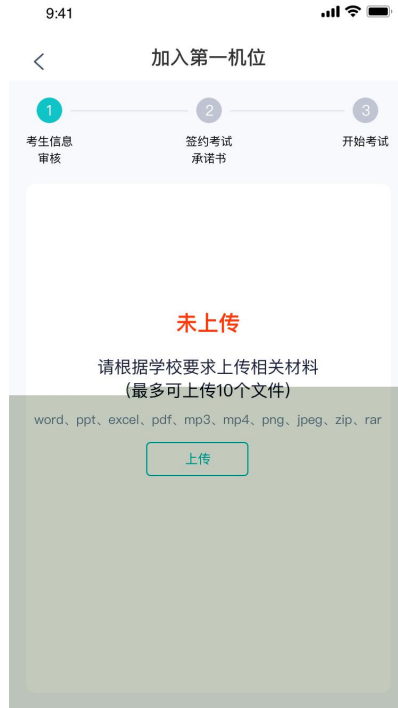 9:41
加入第一机位
1
2
3
考生信息
审核
签约考试
承诺书
开始考试
未上传
请根据学校要求上传相关材料
（最多可上传10个文件）
word、ppt、excel、pdf、mp3、mp4、png、jpeg、zip、rar
上传